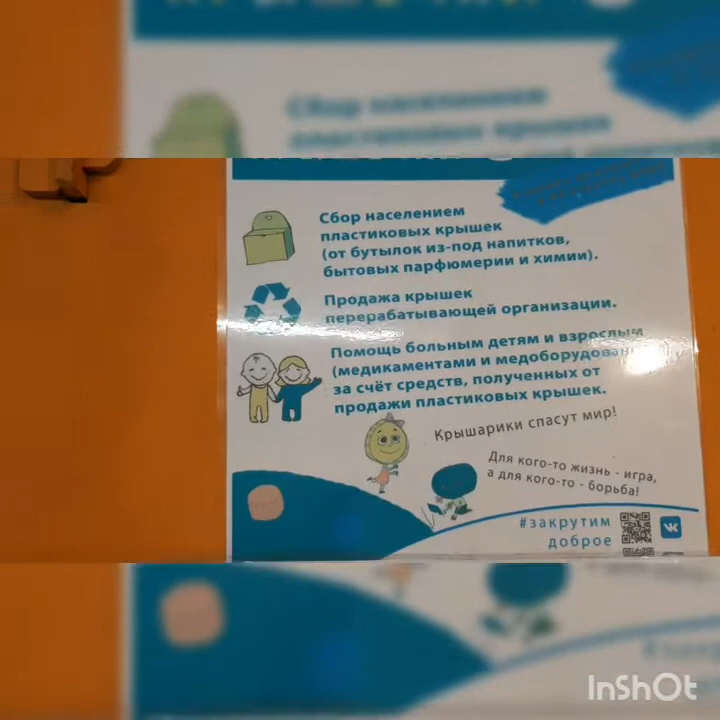 Сбор населением
пластиковых крышек
(от бутылок из-под напитков,
бытовых парфюмерии и химии).
Продажа крышек
перерабатывающей организации.
Помощь больным детям и взрослым
(медикаментами и медоборудованием)
за счёт средств, полученных от
продажи пластиковых крышек.
Крышарики спасут мир!
Для кого-то жизнь - игра,
а для кого-то - борьба!
#закрутим
доброе
InShOt